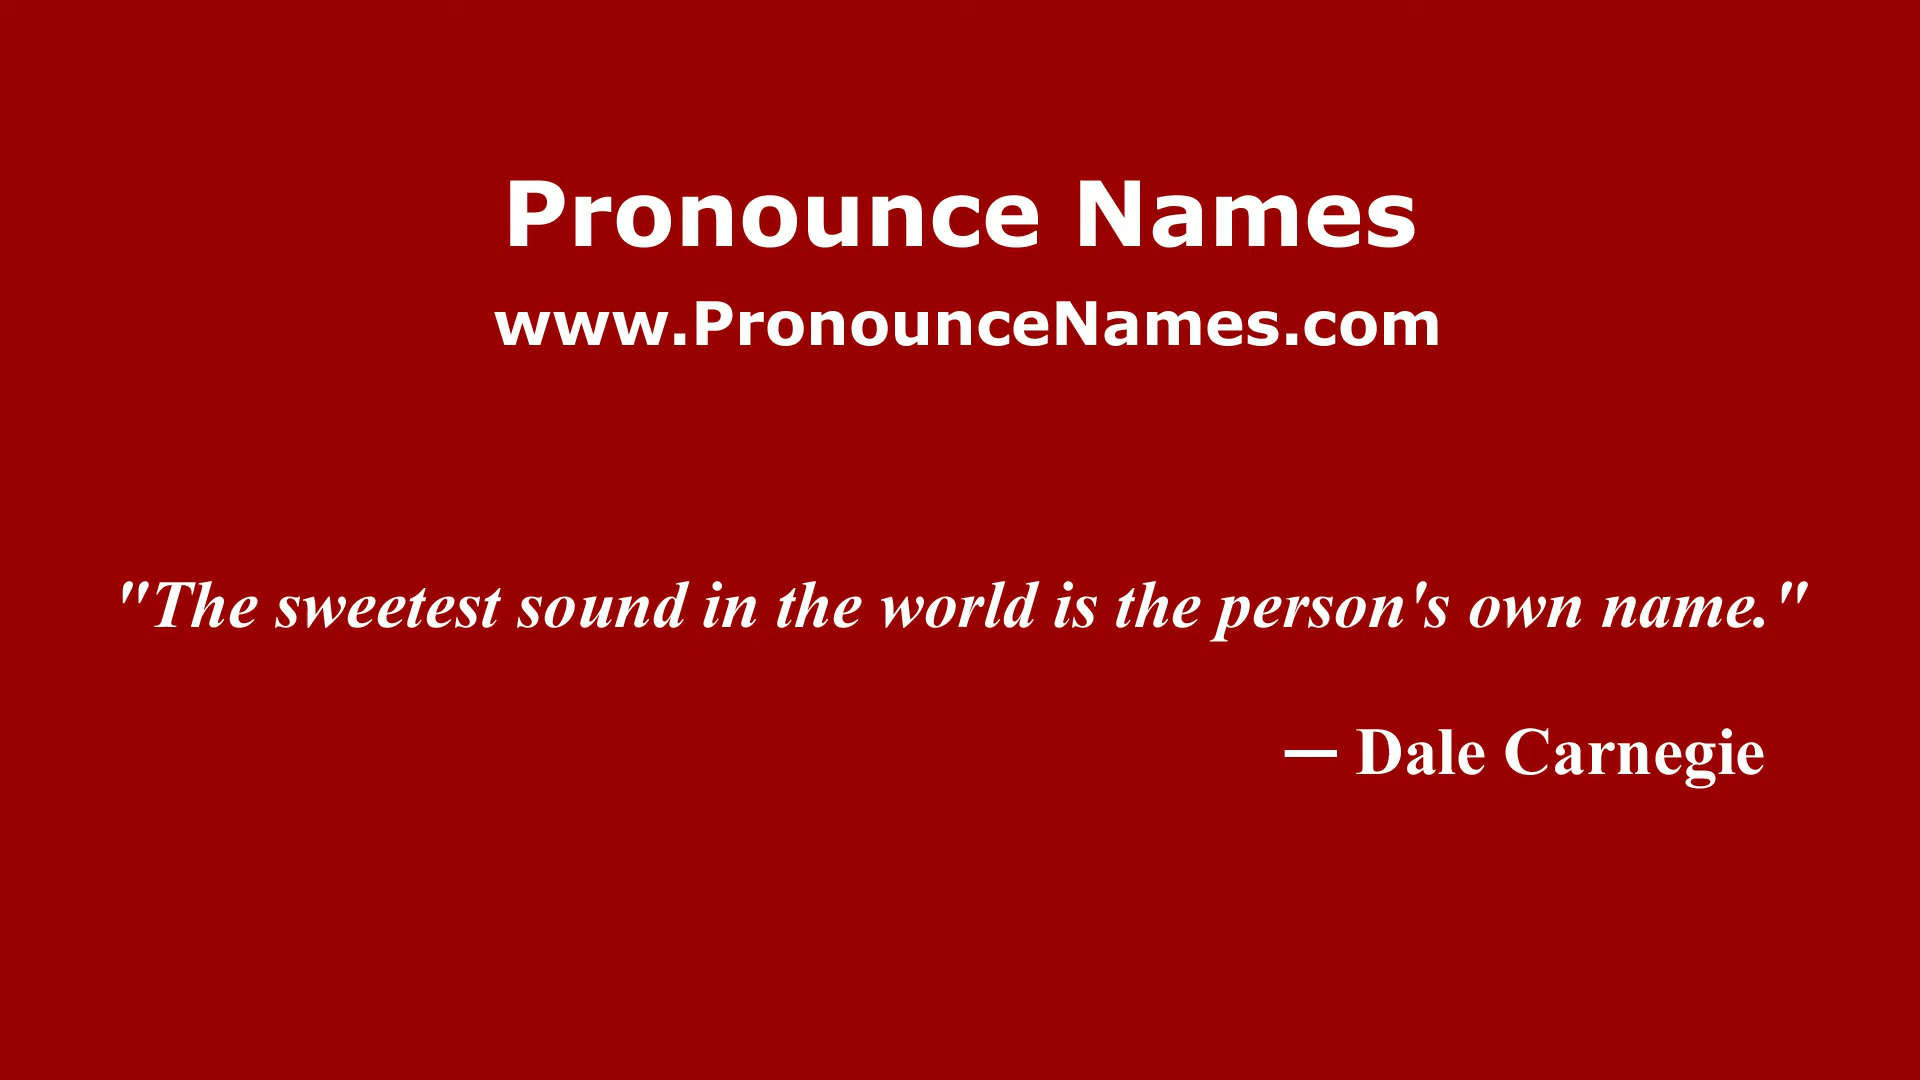 Pronounce Names
www.PronounceNames.com
"The sweetest sound in the world is the person's own name."
— Dale Carnegie